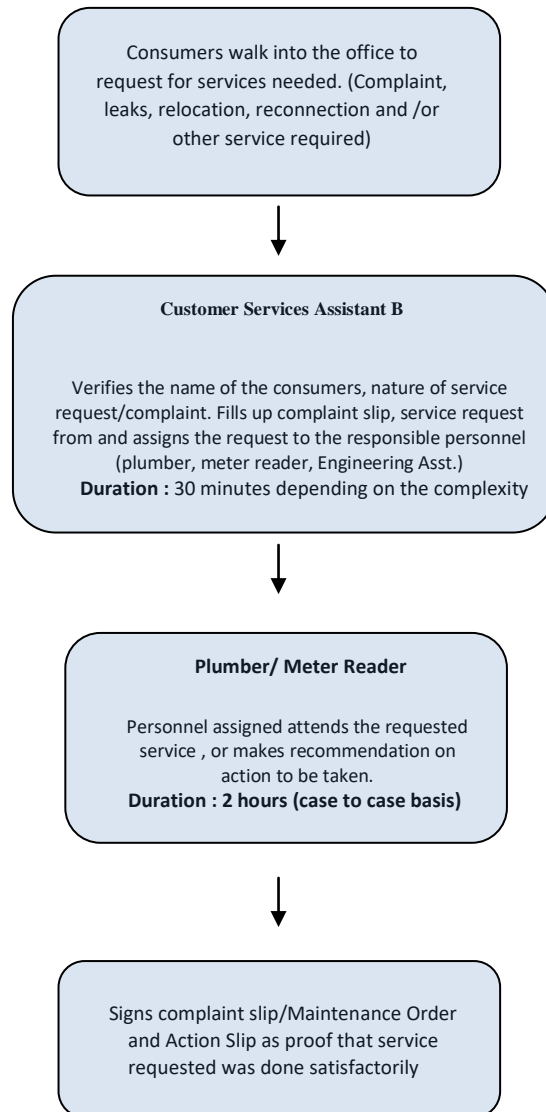 Consumers walk into the office to
request for services needed. (Complaint,
leaks, relocation, reconnection and /or
other service required)
Customer Services Assistant B
Verifies the name of the consumers, nature of service
request/complaint. Fills up complaint slip, service request
from and assigns the request to the responsible personnel
(plumber, meter reader, Engineering Asst.)
Duration : 30 minutes depending on the complexity
Plumber/ Meter Reader
Personnel assigned attends the requested
service , or makes recommendation on
action to be taken.
Duration : 2 hours (case to case basis)
Signs complaint slip/Maintenance Order
and Action Slip as proof that service
requested was done satisfactorily